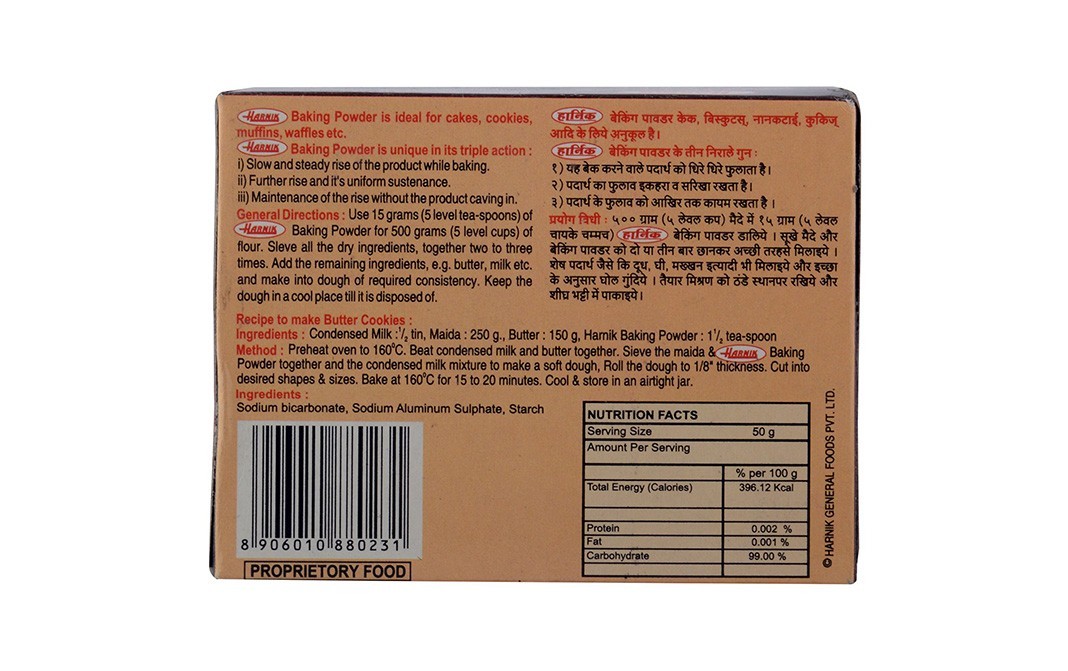 HARNIK Baking Powder is ideal for cakes, cookies,
muffins, waffles etc.
HARNIK Baking Powder is unique in its triple action :
i) Slow and steady rise of the product while baking.
ii) Further rise and it's uniform sustenance.
iii) Maintenance of the rise without the product caving in.
General Directions : Use 15 grams (5 level tea-spoons) of
HARNIK Baking Powder for 500 grams (5 level cups) of
flour. Sleve all the dry ingredients, together two to three
times. Add the remaining ingredients, e.g. butter, milk etc.
and make into dough of required consistency. Keep the
dough in a cool place till it is disposed of.
हार्निक बेकिंग पावडर केक, बिस्कुटस्, नानकटाई, कुकिज्
आदि के लिये अनुकूल है।
हार्निक बेकिंग पावडर के तीन निराले गुन :
१) यह बेक करने वाले पदार्थ को धिरे धिरे फुलाता है।
२) पदार्थ का फुलाव इकहरा व सरिखा रखता है।
३) पदार्थ के फुलाव को आखिर तक कायम रखता है ।
प्रयोग विधी : ५०० ग्राम (५ लेवल कप) मैदे में १५ ग्राम (५ लेवल
चायके चम्मच) हार्निक बेकिंग पावडर डालिये । सूखे मैदे और
बेकिंग पावडर को दो या तीन बार छानकर अच्छी तरहसे मिलाइये ।
शेष पदार्थ जैसे कि दूध, घी, मख्खन इत्यादी भी मिलाइये और इच्छा
के अनुसार घोल गुंदिये । तैयार मिश्रण को ठंडे स्थानपर रखिये और
शीघ्र भट्टी में पाकाइये।
Recipe to make Butter Cookies :
Ingredients : Condensed Milk :1/2 tin, Maida : 250 g., Butter : 150 g, Harnik Baking Powder : 1 1/2 tea-spoon
Method : Preheat oven to 160°C. Beat condensed milk and butter together. Sieve the maida & HARNIK Baking
Powder together and the condensed milk mixture to make a soft dough, Roll the dough to 1/8" thickness. Cut into
desired shapes & sizes. Bake at 160°C for 15 to 20 minutes. Cool & store in an airtight jar.
Ingredients :
Sodium bicarbonate, Sodium Aluminum Sulphate, Starch
8 906010 880231
PROPRIETORY FOOD
NUTRITION FACTS
Serving Size 50 g
Amount Per Serving
% per 100 g
Total Energy (Calories) 396.12 Kcal
Protein 0.002 %
Fat 0.001 %
Carbohydrate 99.00 %
© HARNIK GENERAL FOODS PVT. LTD.